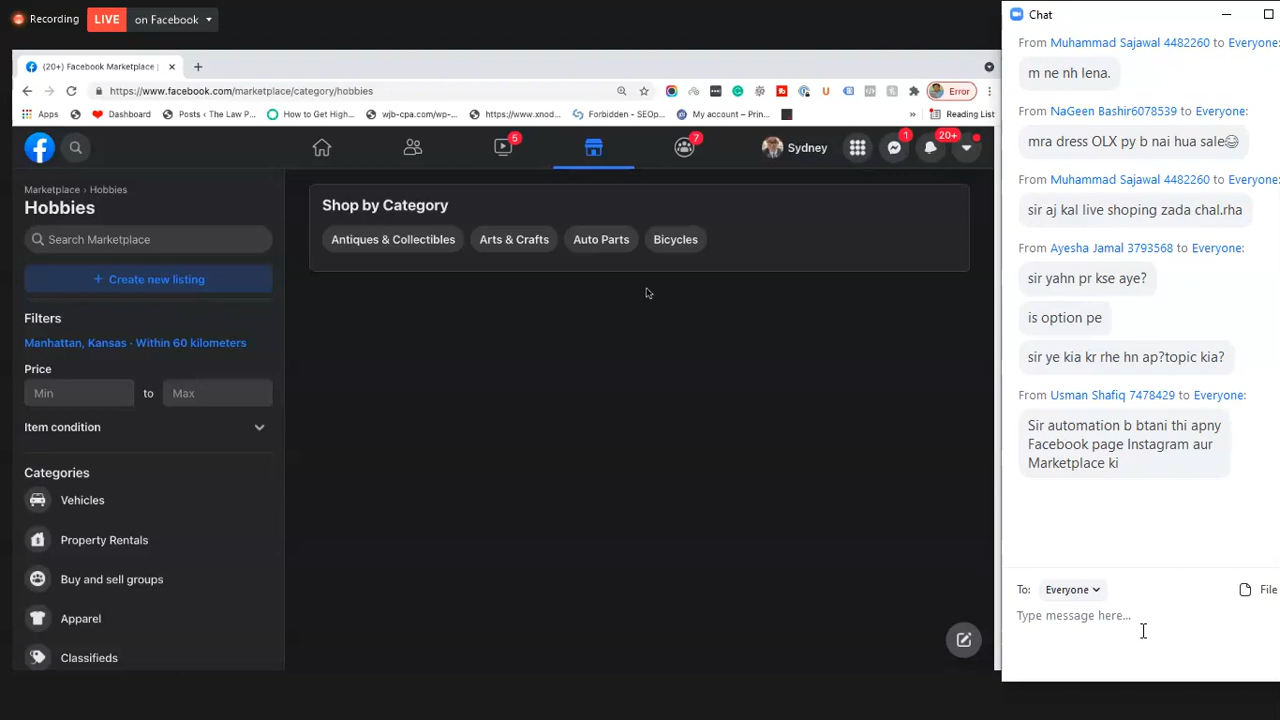 Recording
LIVE
on Facebook
(20+) Facebook Marketplace |
https://www.facebook.com/marketplace/category/hobbies
Error
Apps
Dashboard
Posts ‹ The Law P...
How to Get High...
wjb-cpa.com/wp-...
https://www.xnod...
Forbidden - SEOp...
My account – Prin...
»
Reading List
5
7
Sydney
1
20+
Marketplace › Hobbies
Hobbies
Search Marketplace
+ Create new listing
Filters
Manhattan, Kansas · Within 60 kilometers
Price
Min
to
Max
Item condition
Categories
Vehicles
Property Rentals
Buy and sell groups
Apparel
Classifieds
Shop by Category
Antiques & Collectibles
Arts & Crafts
Auto Parts
Bicycles
Chat
From Muhammad Sajawal 4482260 to Everyone:
m ne nh lena.
From NaGeen Bashir6078539 to Everyone:
mra dress OLX py b nai hua sale😂
From Muhammad Sajawal 4482260 to Everyone:
sir aj kal live shoping zada chal.rha
From Ayesha Jamal 3793568 to Everyone:
sir yahn pr kse aye?
is option pe
sir ye kia kr rhe hn ap?topic kia?
From Usman Shafiq 7478429 to Everyone:
Sir automation b btani thi apny
Facebook page Instagram aur
Marketplace ki
To:
Everyone
File
Type message here...